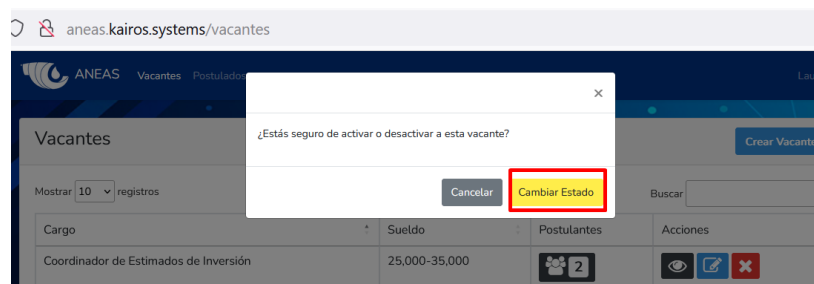 aneas.kairos.systems/vacantes
ANEAS Vacantes Postulados
×
¿Estás seguro de activar o desactivar a esta vacante?
Cancelar Cambiar Estado
Vacantes
Crear Vacante
Mostrar 10 registros
Buscar
Cargo Sueldo Postulantes Acciones
Coordinador de Estimados de Inversión 25,000-35,000 2